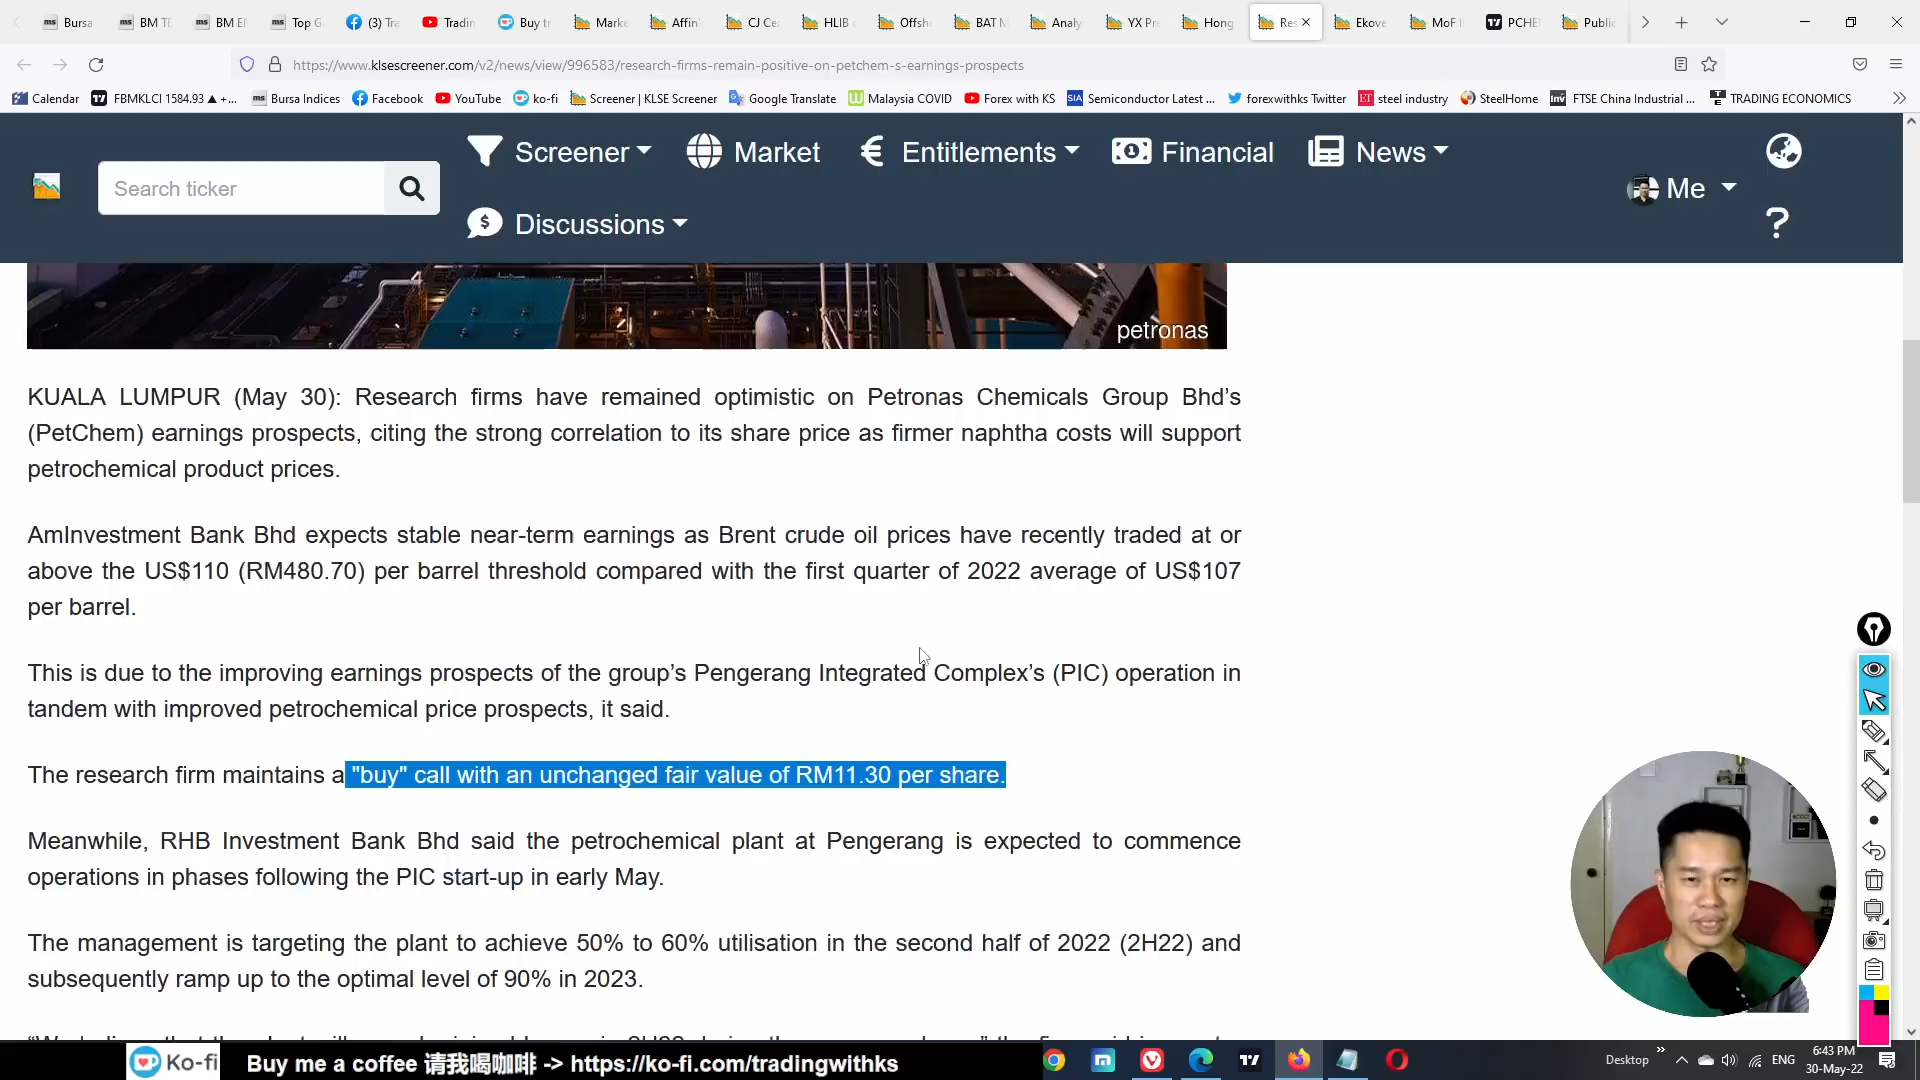 Bursa
BM TE
BM EM
Top G
(3) Tra
Tradin
Buy tr
Marke
Affin'
CJ Ce
HLIB
Offsh
BAT M
Analy
YX Pre
Hong
Res
Ekove
MoF I
PCHE
Public
https://www.klsescreener.com/v2/news/view/996583/research-firms-remain-positive-on-petchem-s-earnings-prospects
Calendar
FBMKLCI 1584.93 ▲ +...
Bursa Indices
Facebook
YouTube
ko-fi
Screener | KLSE Screener
Google Translate
Malaysia COVID
Forex with KS
Semiconductor Latest ...
forexwithks Twitter
steel industry
SteelHome
FTSE China Industrial ...
TRADING ECONOMICS
Screener
Market
Entitlements
Financial
News
Search ticker
Me
Discussions
?
petronas
KUALA LUMPUR (May 30): Research firms have remained optimistic on Petronas Chemicals Group Bhd’s
(PetChem) earnings prospects, citing the strong correlation to its share price as firmer naphtha costs will support
petrochemical product prices.
AmInvestment Bank Bhd expects stable near-term earnings as Brent crude oil prices have recently traded at or
above the US$110 (RM480.70) per barrel threshold compared with the first quarter of 2022 average of US$107
per barrel.
This is due to the improving earnings prospects of the group’s Pengerang Integrated Complex’s (PIC) operation in
tandem with improved petrochemical price prospects, it said.
The research firm maintains a "buy" call with an unchanged fair value of RM11.30 per share.
Meanwhile, RHB Investment Bank Bhd said the petrochemical plant at Pengerang is expected to commence
operations in phases following the PIC start-up in early May.
The management is targeting the plant to achieve 50% to 60% utilisation in the second half of 2022 (2H22) and
subsequently ramp up to the optimal level of 90% in 2023.
Ko-fi
Buy me a coffee 请我喝咖啡 -> https://ko-fi.com/tradingwithks
Desktop
ENG
6:43 PM
30-May-22